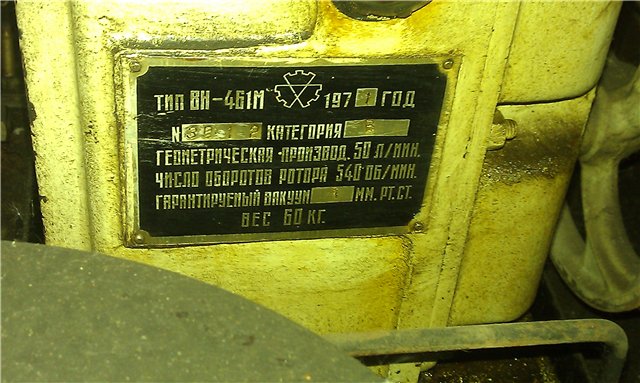 ТИП ВН-461М 197 1 ГОД
N КАТЕГОРИЯ
ГЕОМЕТРИЧЕСКАЯ ПРОИЗВОД. 50 Л/МИН.
ЧИСЛО ОБОРОТОВ РОТОРА 540 ОБ/МИН.
ГАРАНТИРУЕМЫЙ ВАКУУМ ММ. РТ. СТ.
ВЕС 60 КГ.